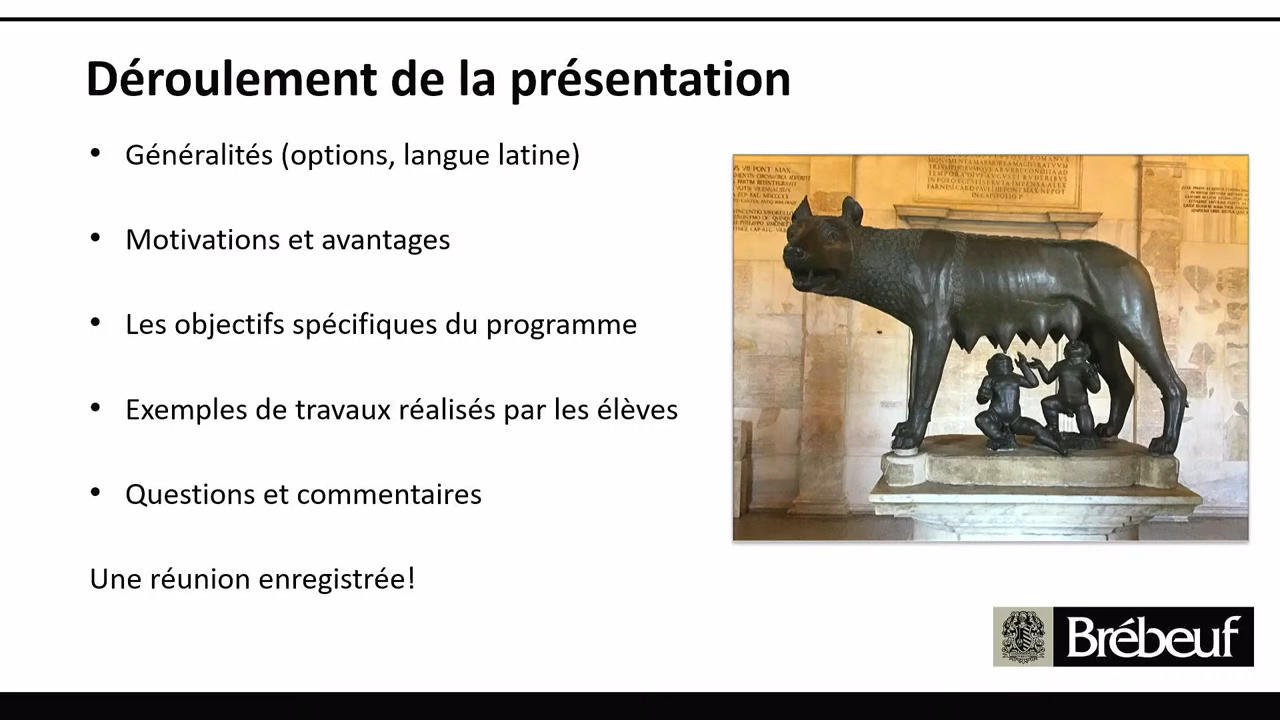 Déroulement de la présentation
• Généralités (options, langue latine)
• Motivations et avantages
• Les objectifs spécifiques du programme
• Exemples de travaux réalisés par les élèves
• Questions et commentaires
Une réunion enregistrée!
Brébeuf